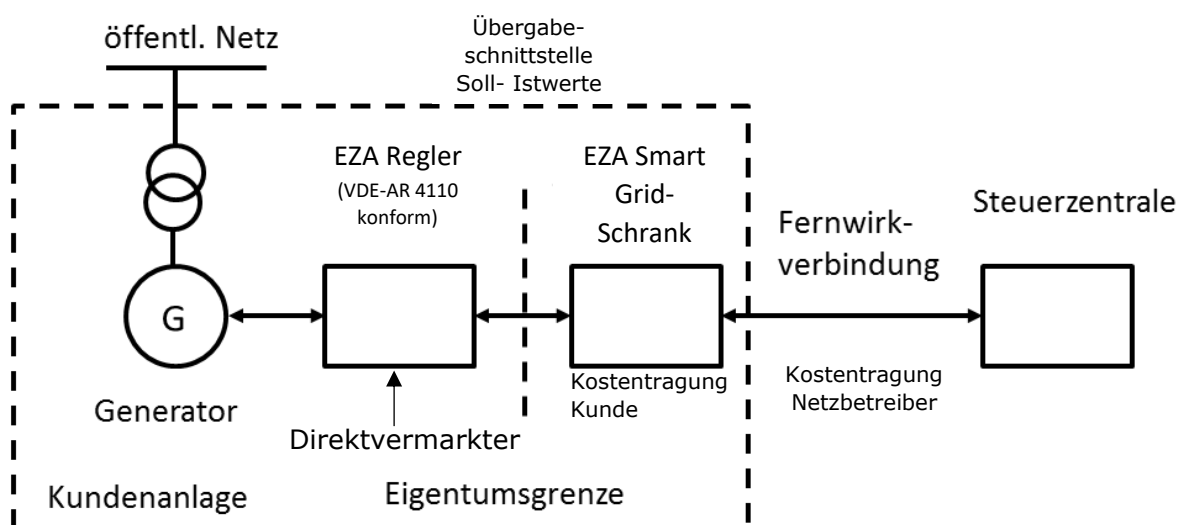 öffentl. Netz
Übergabe-
schnittstelle
Soll- Istwerte
EZA Regler
(VDE-AR 4110
konform)
EZA Smart
Grid-
Schrank
Fernwirk-
verbindung
Steuerzentrale
G
Generator
Direktvermarkter
Kostentragung
Kunde
Kostentragung
Netzbetreiber
Kundenanlage
Eigentumsgrenze